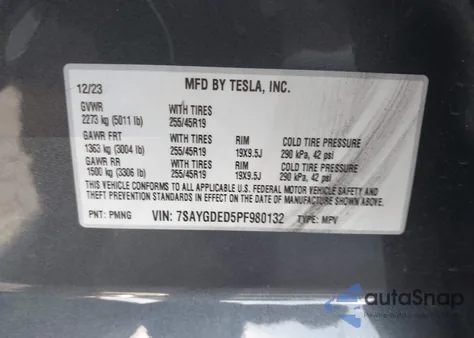 12/23 MFD BY TESLA, INC.
GVWR WITH TIRES
2273 kg (5011 lb) 255/45R19
GAWR FRT WITH TIRES RIM COLD TIRE PRESSURE
1363 kg (3004 lb) 255/45R19 19X9.5J 290 kPa, 42 psi
GAWR RR WITH TIRES RIM COLD TIRE PRESSURE
1500 kg (3306 lb) 255/45R19 19X9.5J 290 kPa, 42 psi
THIS VEHICLE CONFORMS TO ALL APPLICABLE U.S. FEDERAL MOTOR VEHICLE SAFETY AND
THEFT PREVENTION STANDARDS IN EFFECT ON THE DATE OF MANUFACTURE SHOWN ABOVE.
PNT: PMNG VIN: 7SAYGDED5PF980132 TYPE: MPV
autoSnap